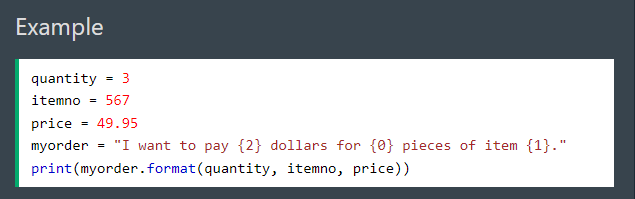 Example
quantity = 3
itemno = 567
price = 49.95
myorder = "I want to pay {2} dollars for {0} pieces of item {1}."
print(myorder.format(quantity, itemno, price))